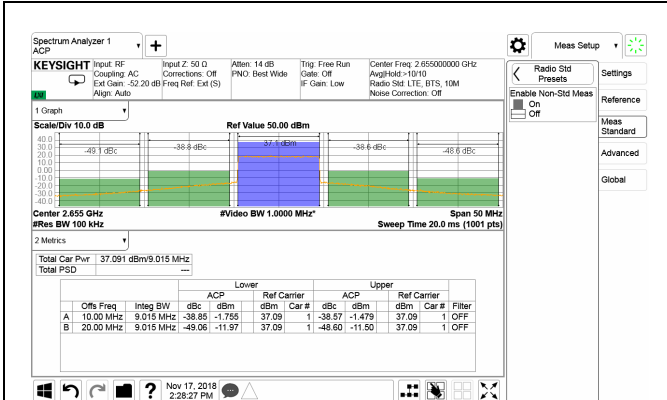 Spectrum Analyzer 1
ACP
+
Meas Setup
KEYSIGHT
LXI
Input: RF
Coupling: AC
Ext Gain: -52.20 dB
Align: Auto
Input Z: 50 Ω
Corrections: Off
Freq Ref: Ext (S)
Atten: 14 dB
PNO: Best Wide
Trig: Free Run
Gate: Off
IF Gain: Low
Center Freq: 2.655000000 GHz
Avg|Hold:>10/10
Radio Std: LTE, BTS, 10M
Noise Correction: Off
1 Graph
Scale/Div 10.0 dB
Ref Value 50.00 dBm
40.0
30.0
20.0
10.0
0.00
-10.0
-20.0
-30.0
-40.0
-49.1 dBc
-38.8 dBc
37.1 dBm
-38.6 dBc
-48.6 dBc
Center 2.655 GHz
#Video BW 1.0000 MHz*
Span 50 MHz
#Res BW 100 kHz
Sweep Time 20.0 ms (1001 pts)
2 Metrics
Total Car Pwr 37.091 dBm/9.015 MHz
Total PSD ---
Lower Upper
ACP Ref Carrier ACP Ref Carrier
Offs Freq Integ BW dBc dBm dBm Car # dBc dBm dBm Car # Filter
A 10.00 MHz 9.015 MHz -38.85 -1.755 37.09 1 -38.57 -1.479 37.09 1 OFF
B 20.00 MHz 9.015 MHz -49.06 -11.97 37.09 1 -48.60 -11.50 37.09 1 OFF
?
Nov 17, 2018
2:28:27 PM
Radio Std
Presets
Enable Non-Std Meas
On
Off
Settings
Reference
Meas
Standard
Advanced
Global